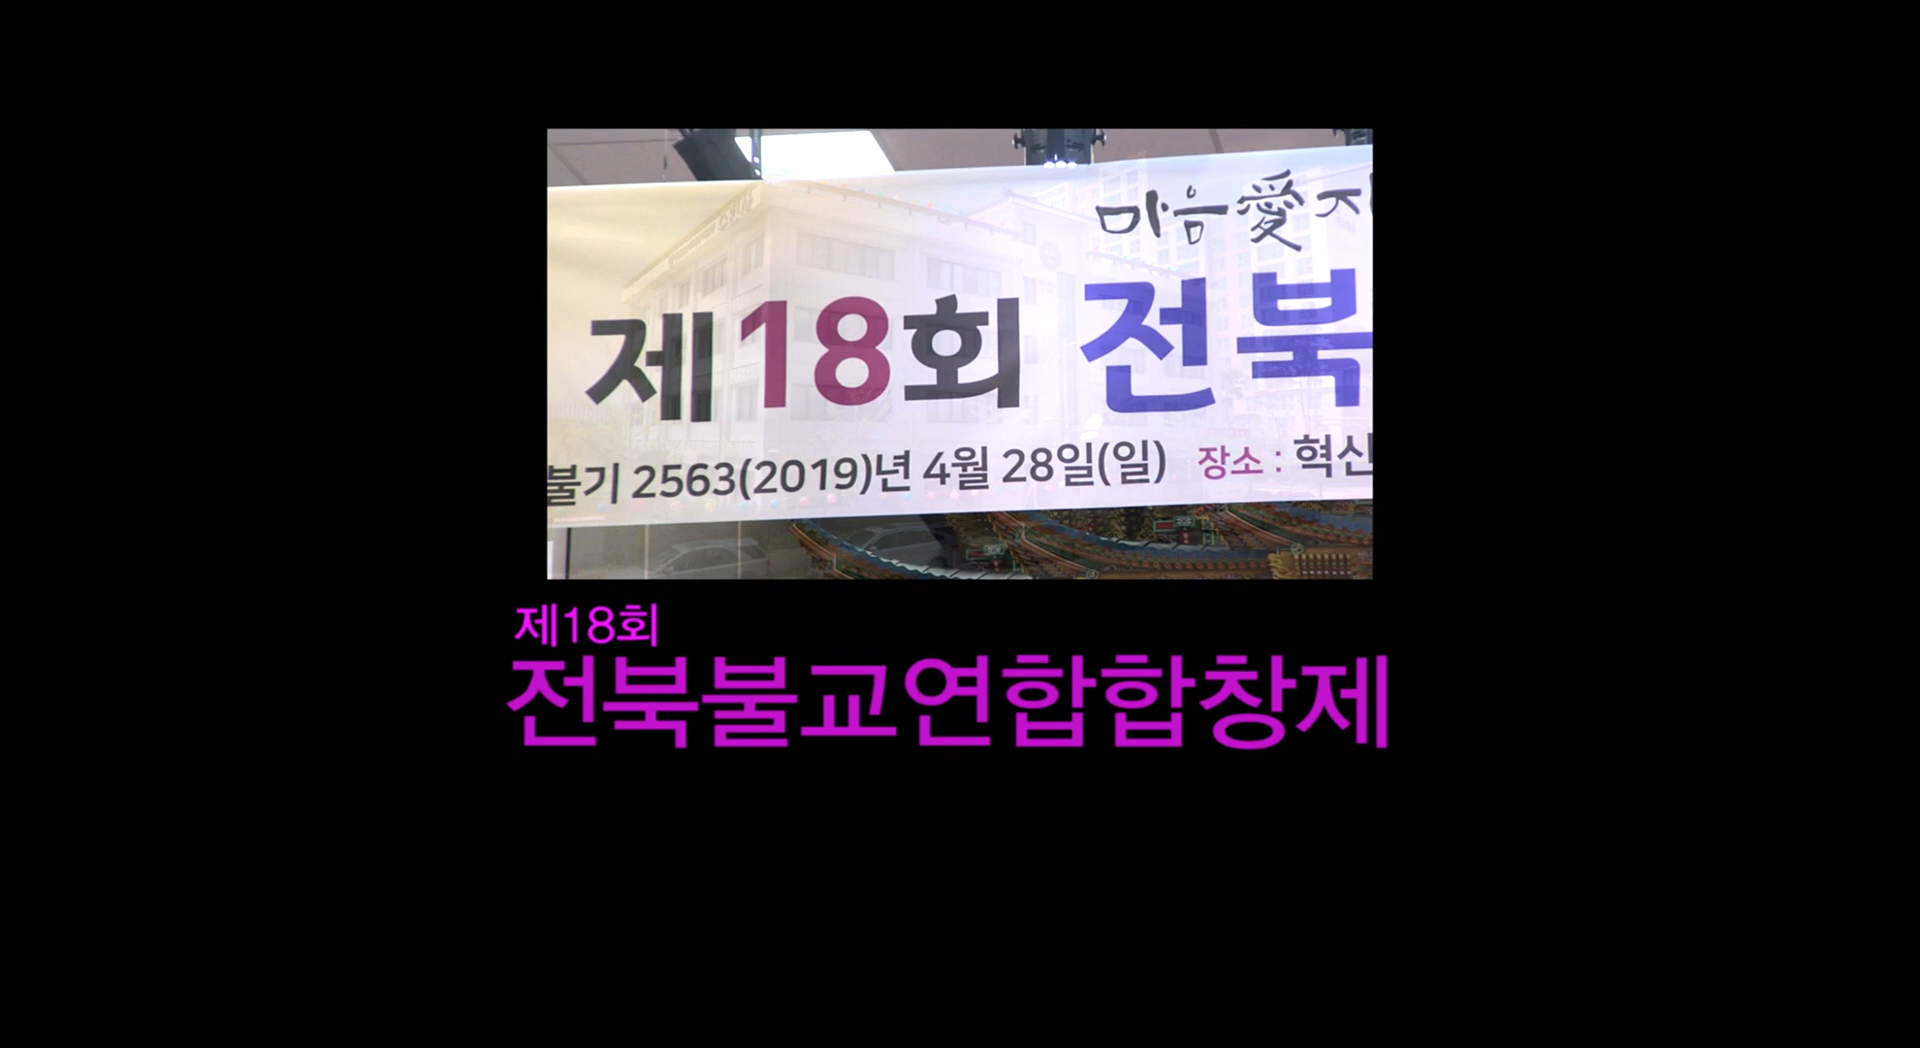 마음愛
제18회 전북
불기 2563(2019)년 4월 28일(일) 장소 : 혁신
제18회
전북불교연합합창제